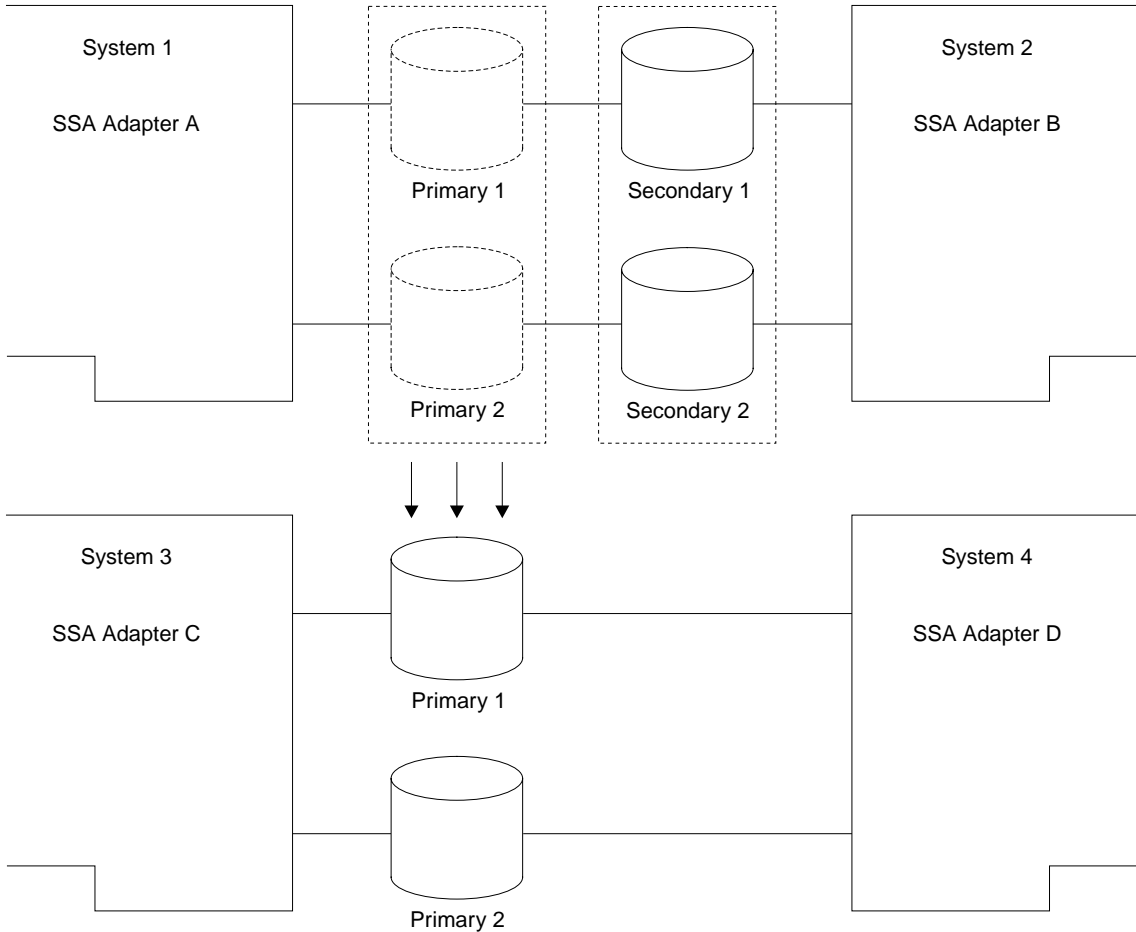 System 1
System 2
SSA Adapter A
SSA Adapter B
Primary 1
Secondary 1
Primary 2
Secondary 2
System 3
System 4
SSA Adapter C
SSA Adapter D
Primary 1
Primary 2